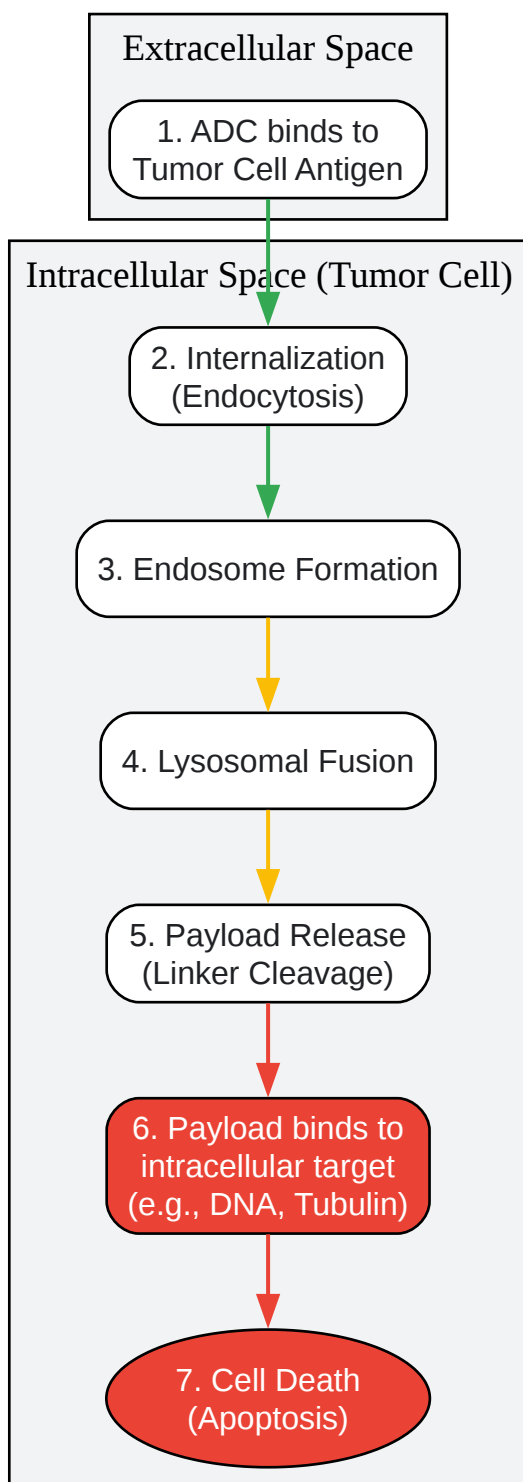 Extracellular Space
1. ADC binds to
Tumor Cell Antigen
Intracellular Space (Tumor Cell)
2. Internalization
(Endocytosis)
3. Endosome Formation
4. Lysosomal Fusion
5. Payload Release
(Linker Cleavage)
6. Payload binds to
intracellular target
(e.g., DNA, Tubulin)
7. Cell Death
(Apoptosis)